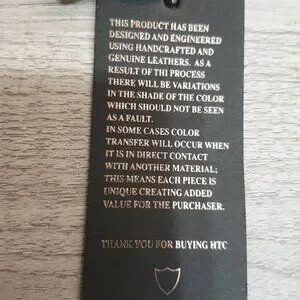 THIS PRODUCT HAS BEEN
DESIGNED AND ENGINEERED
USING HANDCRAFTED AND
GENUINE LEATHERS. AS A
RESULT OF THI PROCESS
THERE WILL BE VARIATIONS
IN THE SHADE OF THE COLOR
WHICH SHOULD NOT BE SEEN
AS A FAULT.
IN SOME CASES COLOR
TRANSFER WILL OCCUR WHEN
IT IS IN DIRECT CONTACT
WITH ANOTHER MATERIAL;
THIS MEANS EACH PIECE IS
UNIQUE CREATING ADDED
VALUE FOR THE PURCHASER.
THANK YOU FOR BUYING HTC